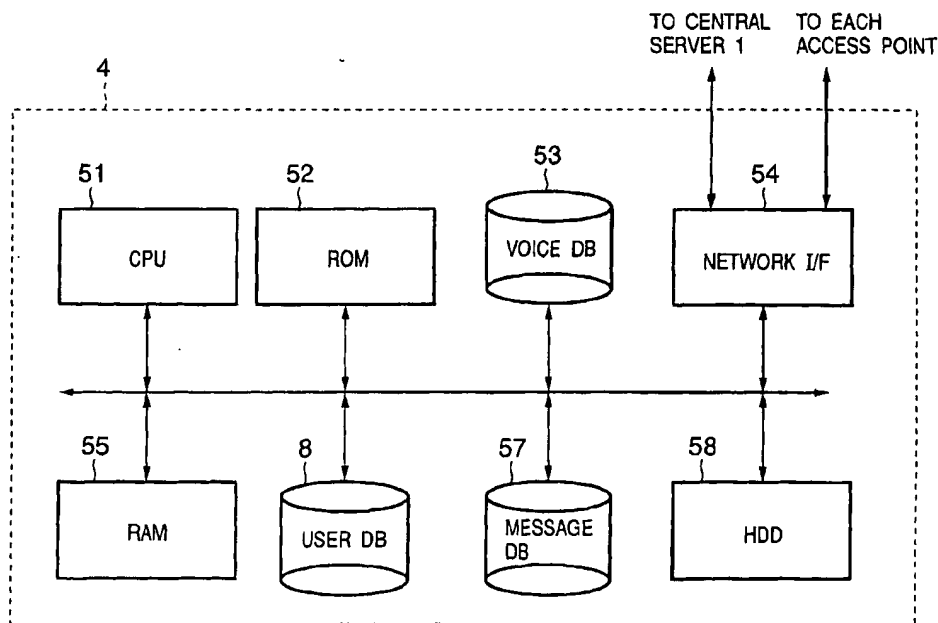 TO CENTRAL
SERVER 1
TO EACH
ACCESS POINT
4
51
52
53
54
CPU
ROM
VOICE DB
NETWORK I/F
55
8
57
58
RAM
USER DB
MESSAGE
DB
HDD